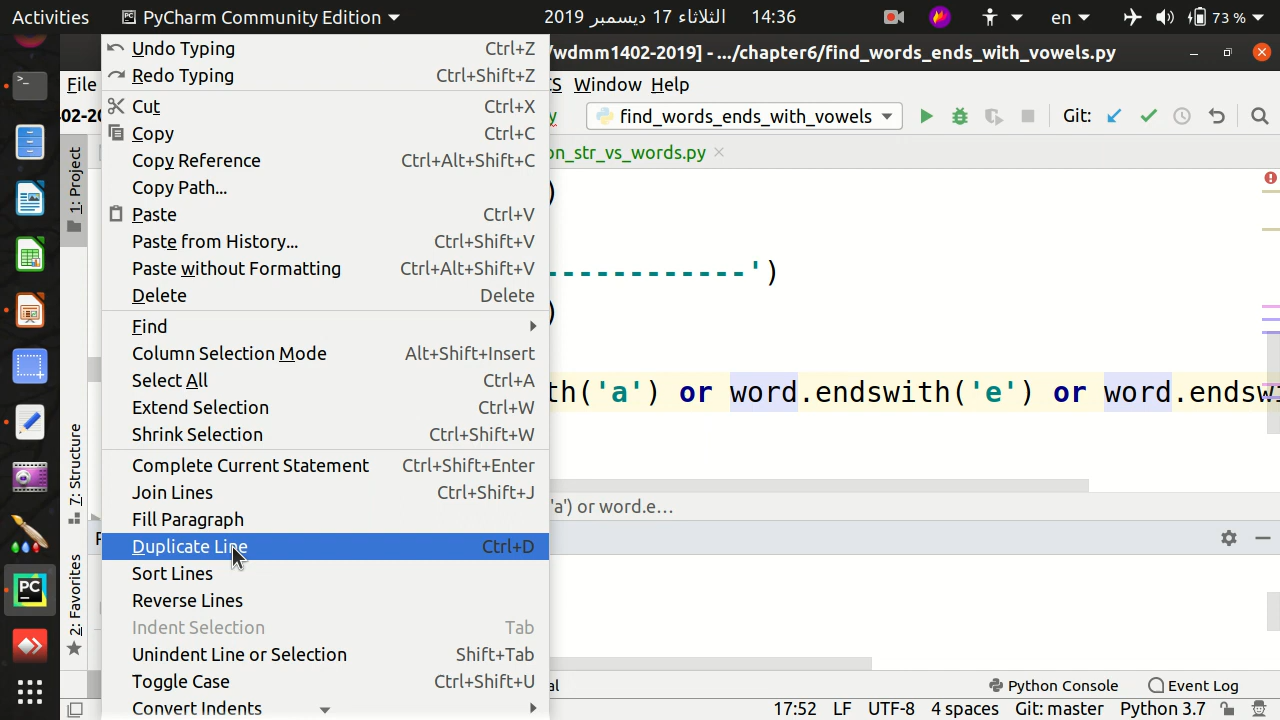 Activities PyCharm Community Edition الثلاثاء 17 ديسمبر 2019 14:36 en 73 %
/wdmm1402-2019] - .../chapter6/find_words_ends_with_vowels.py
File Window Help
find_words_ends_with_vowels Git:
on_str_vs_words.py
Undo Typing Ctrl+Z
Redo Typing Ctrl+Shift+Z
Cut Ctrl+X
Copy Ctrl+C
Copy Reference Ctrl+Alt+Shift+C
Copy Path...
Paste Ctrl+V
Paste from History... Ctrl+Shift+V
Paste without Formatting Ctrl+Alt+Shift+V
Delete Delete
Find
Column Selection Mode Alt+Shift+Insert
Select All Ctrl+A
Extend Selection Ctrl+W
Shrink Selection Ctrl+Shift+W
Complete Current Statement Ctrl+Shift+Enter
Join Lines Ctrl+Shift+J
Fill Paragraph
Duplicate Line Ctrl+D
Sort Lines
Reverse Lines
Indent Selection Tab
Unindent Line or Selection Shift+Tab
Toggle Case Ctrl+Shift+U
Convert Indents
)
------------')
)
th('a') or word.endswith('e') or word.endswi
'a') or word.e...
1: Project
7: Structure
2: Favorites
Python Console Event Log
17:52 LF UTF-8 4 spaces Git: master Python 3.7